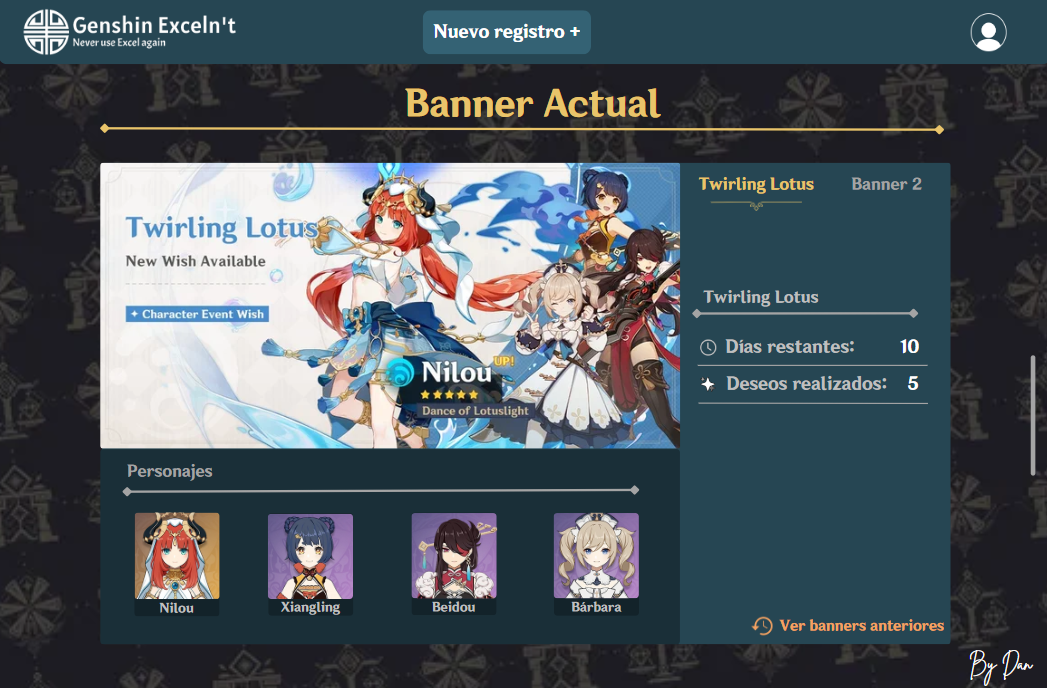 Genshin Exceln't
Never use Excel again
Nuevo registro +
Banner Actual
Twirling Lotus
New Wish Available
✦ Character Event Wish
UP!
Nilou
Dance of Lotuslight
Twirling Lotus
Banner 2
Twirling Lotus
Días restantes: 10
Deseos realizados: 5
Personajes
Nilou
Xiangling
Beidou
Bárbara
Ver banners anteriores
By Dan